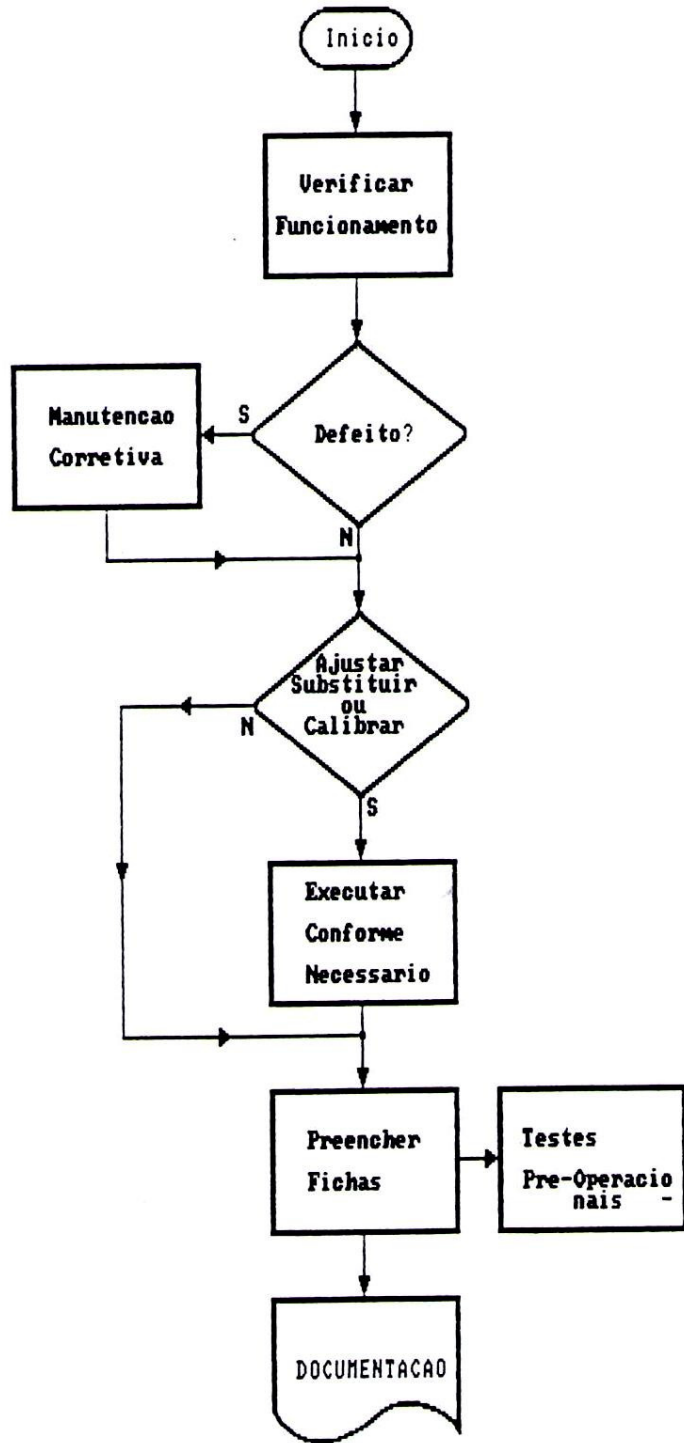 Inicio
Verificar
Funcionamento
Defeito?
S
Manutencao
Corretiva
N
Ajustar
Substituir
ou
Calibrar
N
S
Executar
Conforme
Necessario
Preencher
Fichas
Testes
Pre-Operacio
nais -
DOCUMENTACAO